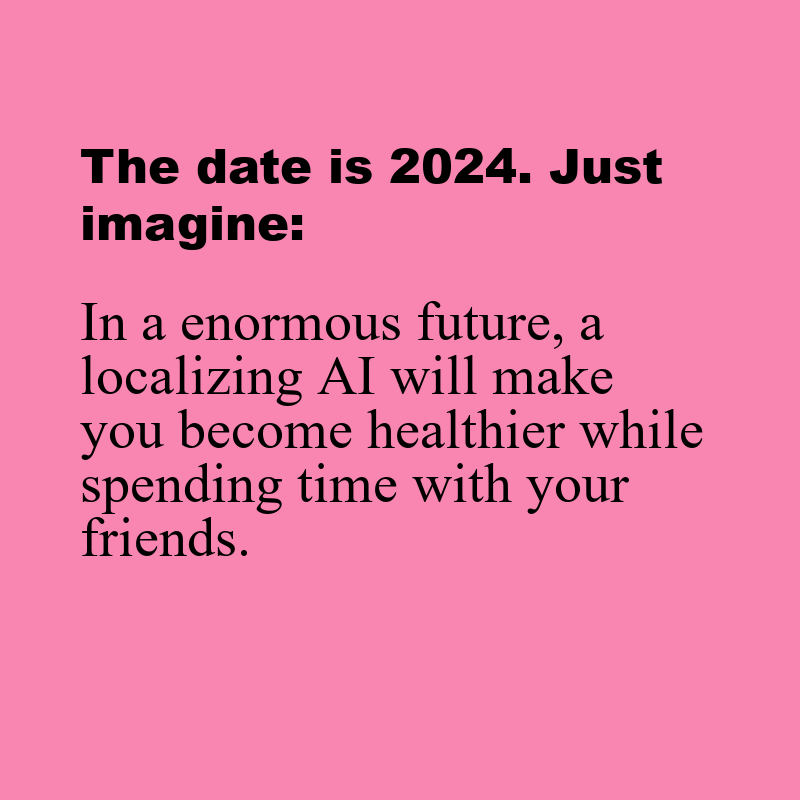 The date is 2024. Just
imagine:
In a enormous future, a
localizing AI will make
you become healthier while
spending time with your
friends.